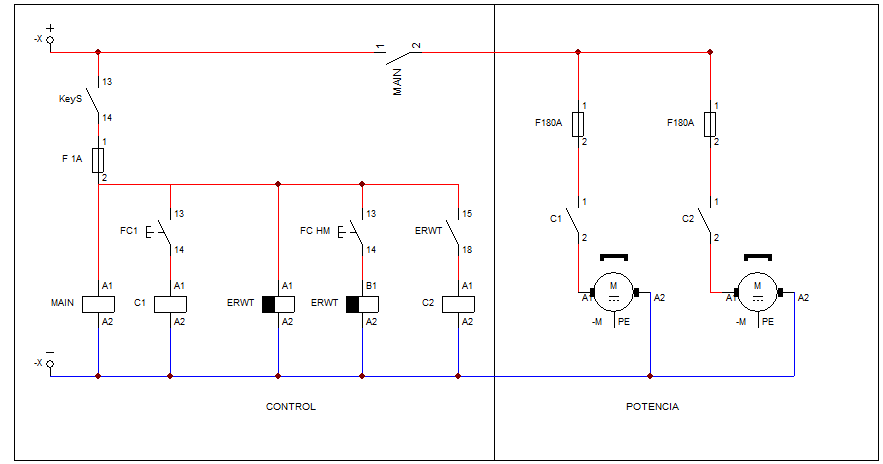 +
-X
1
2
MAIN
13
KeyS
14
1
F 1A
2
1
F180A
2
1
F180A
2
13
FC1
14
13
FC HM
14
15
ERWT
18
1
C1
2
1
C2
2
A1
MAIN
A2
A1
C1
A2
A1
ERWT
A2
B1
ERWT
A2
A1
C2
A2
M
A1
A2
-M
PE
M
A1
A2
-M
PE
-X
CONTROL
POTENCIA